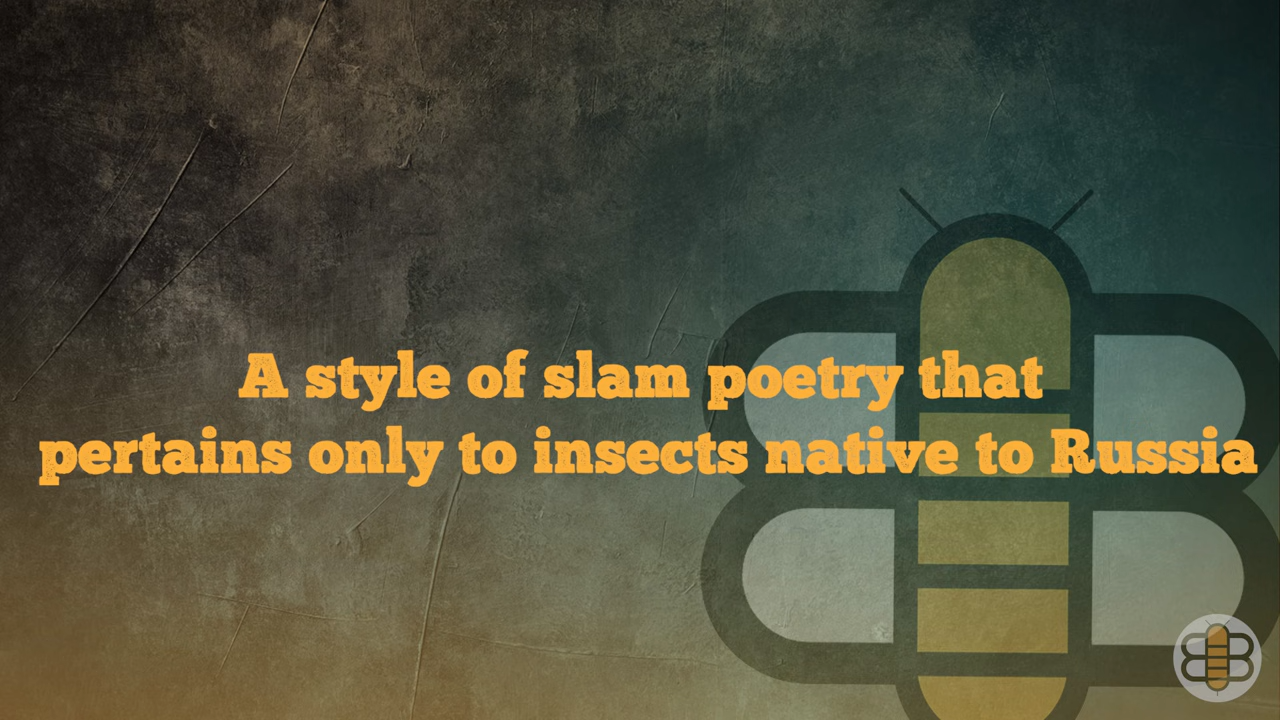 A style of slam poetry that
pertains only to insects native to Russia